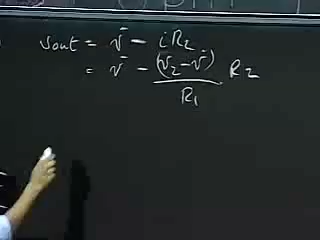 vout = v⁻ - iR₂
= v⁻ - (v₂ - v⁻)/R₁ R₂